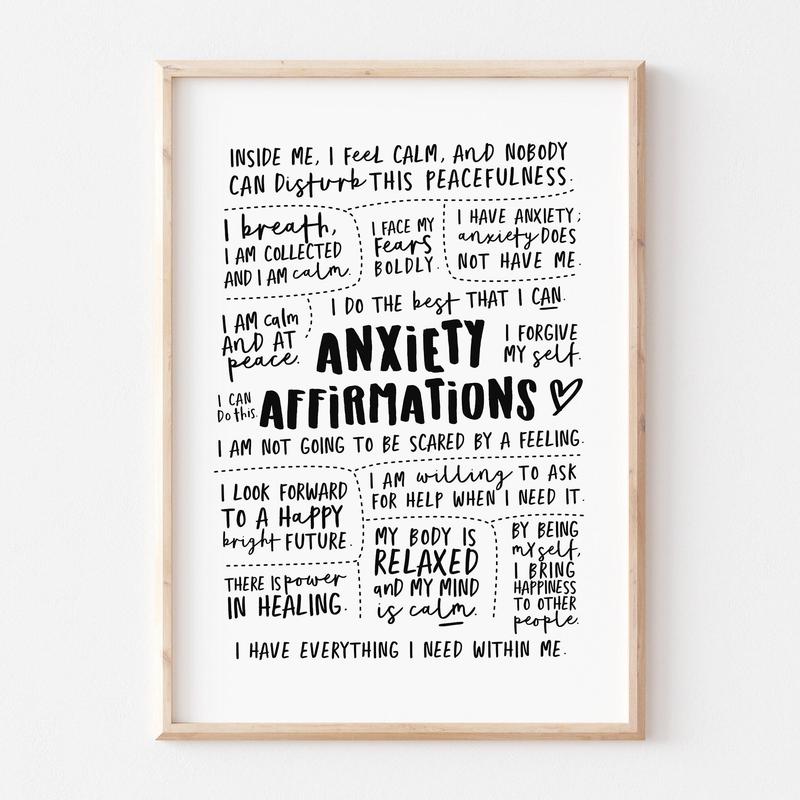 INSIDE ME, I FeeL CALM, AND NOBODY
CAN Disturb THIS PEACEFULNESS.
I breath,
I AM COLLECTED
AND I AM calm.
I FACE MY
Fears
BOLDLY.
I HAVE ANXIETY;
anxiety DOES
NOT HAVE ME.
I DO THE best THAT I CAN.
I AM calm
AND AT
peace.
ANXiETY
I FORGIVE
MY self.
I CAN
Do this.
AFFiRMATiONS
I AM NOT GOING TO BE SCARED BY A FEELING.
I LOOK FORWARD
TO A HaPPY
bright FUTURE.
I AM willing TO ASK
FOR HELP WHEN I NEED IT.
THERE IS power
IN HEALING.
MY BODY IS
RELAXED
anD MY MIND
is calm.
BY BEING
myself,
I BRING
HAPPINESS
TO OTHER
people.
I HAVE EVERYTHING I NEED WITHIN ME.